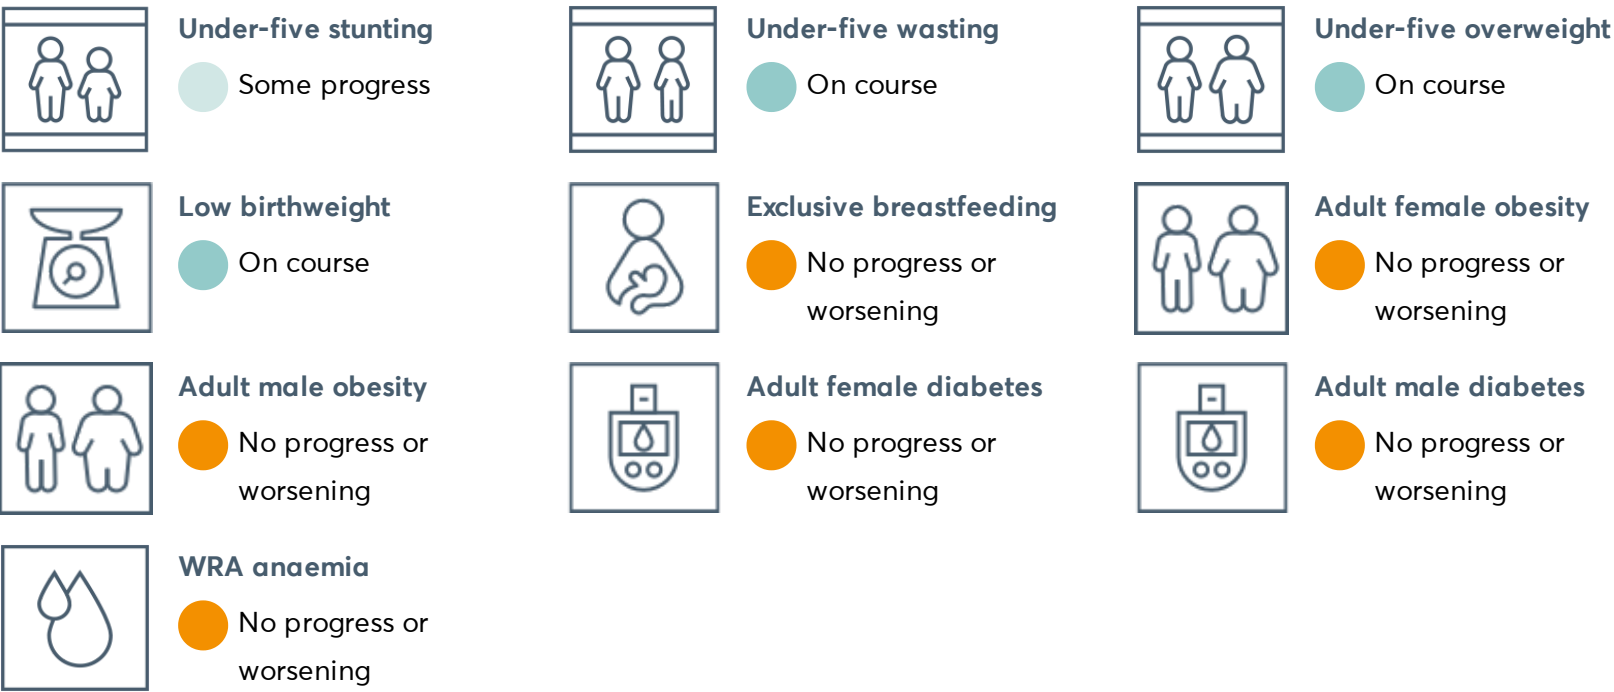 Under-five stunting
Some progress
Under-five wasting
On course
Under-five overweight
On course
Low birthweight
On course
Exclusive breastfeeding
No progress or
worsening
Adult female obesity
No progress or
worsening
Adult male obesity
No progress or
worsening
Adult female diabetes
No progress or
worsening
Adult male diabetes
No progress or
worsening
WRA anaemia
No progress or
worsening